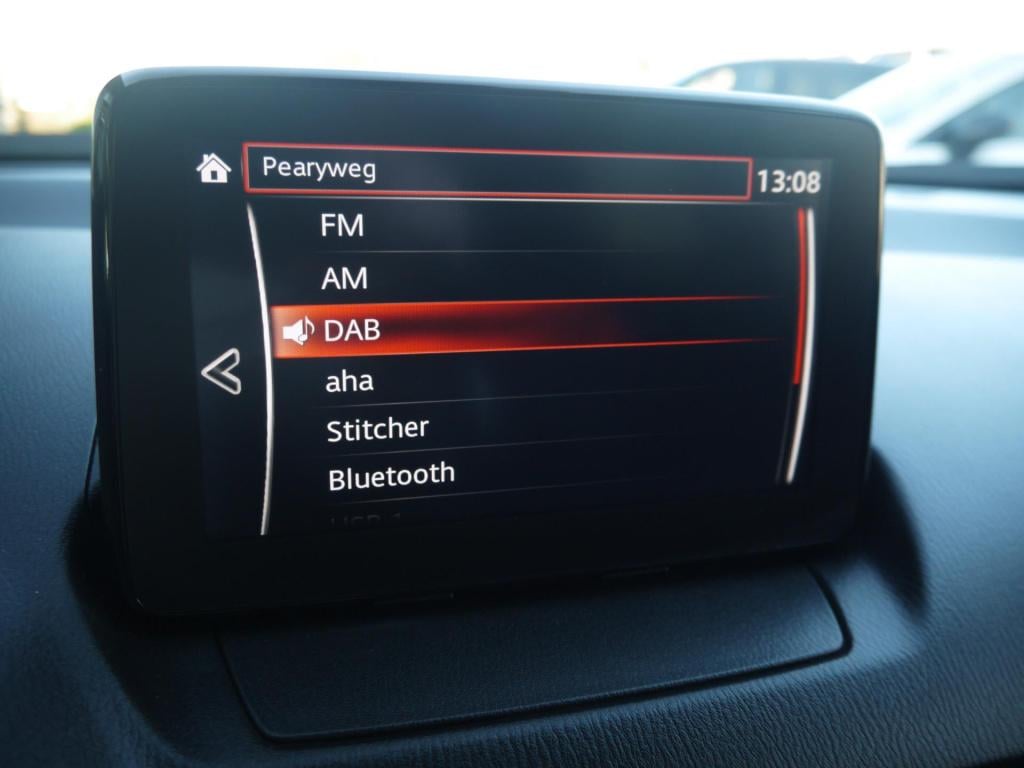 Pearyweg
13:08
FM
AM
DAB
aha
Stitcher
Bluetooth